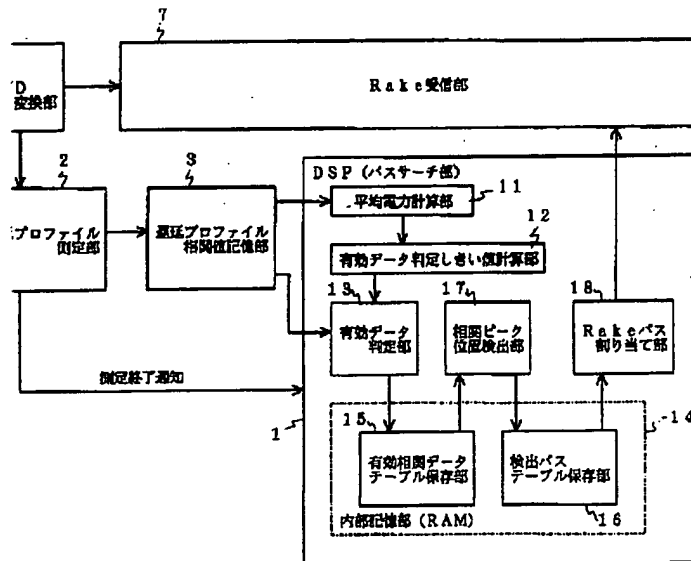 7
D
変換部
Rake受信部
2
3
DSP(パスサーチ部)
11
平均電力計算部
プロファイル
測定部
遅延プロファイル
相関値記憶部
12
有効データ判定しきい値計算部
13
17
18
有効データ
判定部
相関ピーク
位置検出部
Rakeパス
割り当て部
測定終了通知
1
14
15
有効相関データ
テーブル保存部
検出パス
テーブル保存部
内部記憶部(RAM)
16